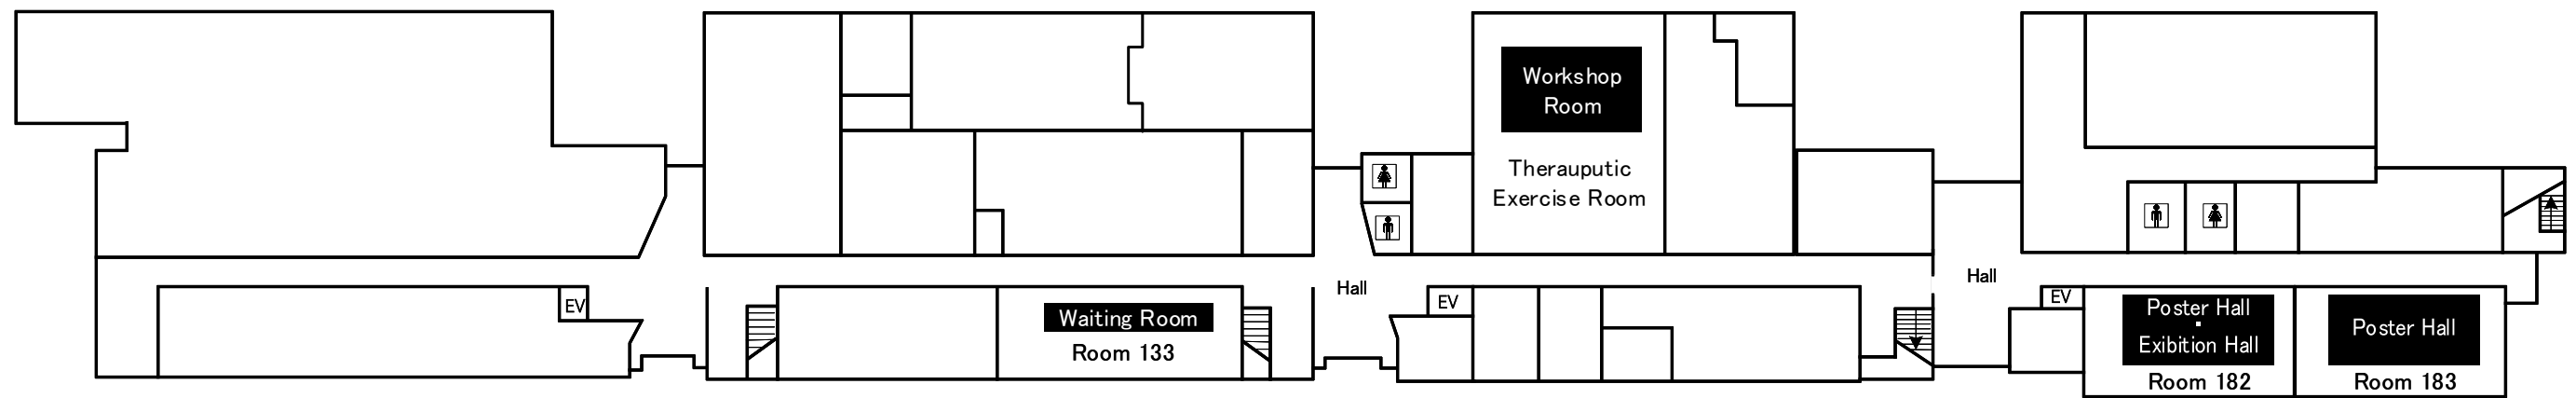 Workshop
Room
Therauputic
Exercise Room
Hall
Hall
EV
EV
EV
Waiting Room
Room 133
Poster Hall
・
Exibition Hall
Room 182
Poster Hall
Room 183